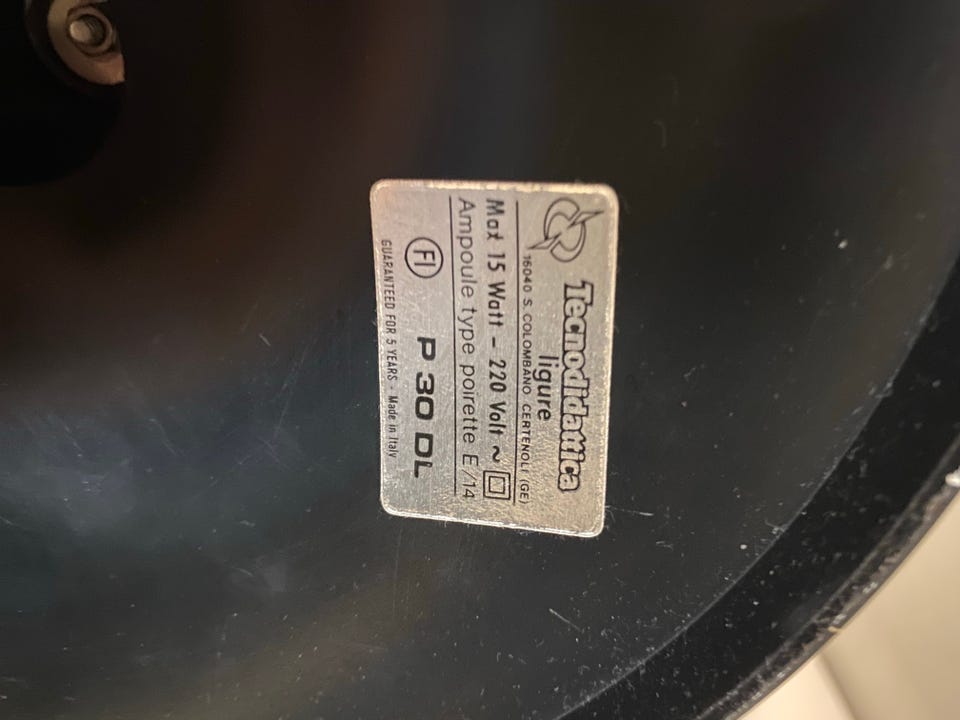 Tecnodidattica
ligure
16040 S. COLOMBANO CERTENOLI (GE)
Max 15 Watt - 220 Volt ~
Ampoule type poirette E/14
FI P 30 DL
GUARANTEED FOR 5 YEARS - Made in Italy